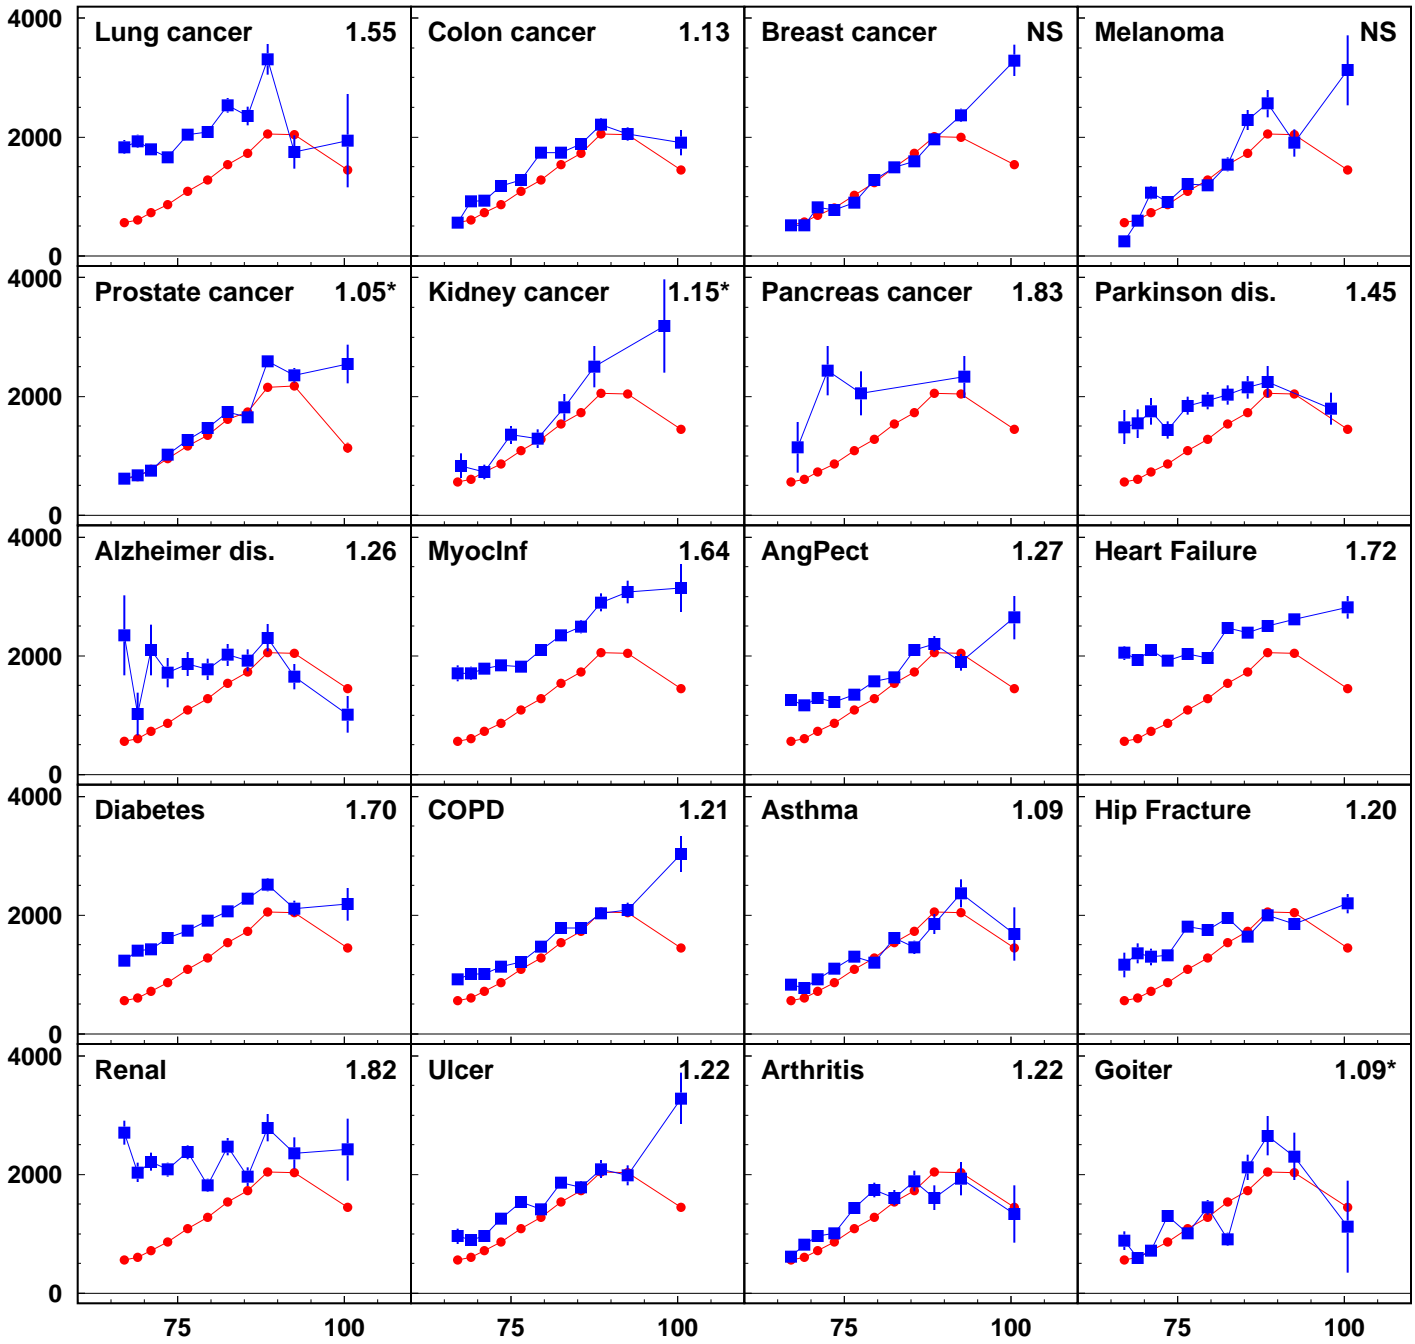 4000 Lung cancer 1.55 Colon cancer 1.13 Breast cancer NS Melanoma NS
2000
0
4000 Prostate cancer 1.05* Kidney cancer 1.15* Pancreas cancer 1.83 Parkinson dis. 1.45
2000
0
4000 Alzheimer dis. 1.26 MyocInf 1.64 AngPect 1.27 Heart Failure 1.72
2000
0
4000 Diabetes 1.70 COPD 1.21 Asthma 1.09 Hip Fracture 1.20
2000
0
4000 Renal 1.82 Ulcer 1.22 Arthritis 1.22 Goiter 1.09*
2000
0
75 100 75 100 75 100 75 100